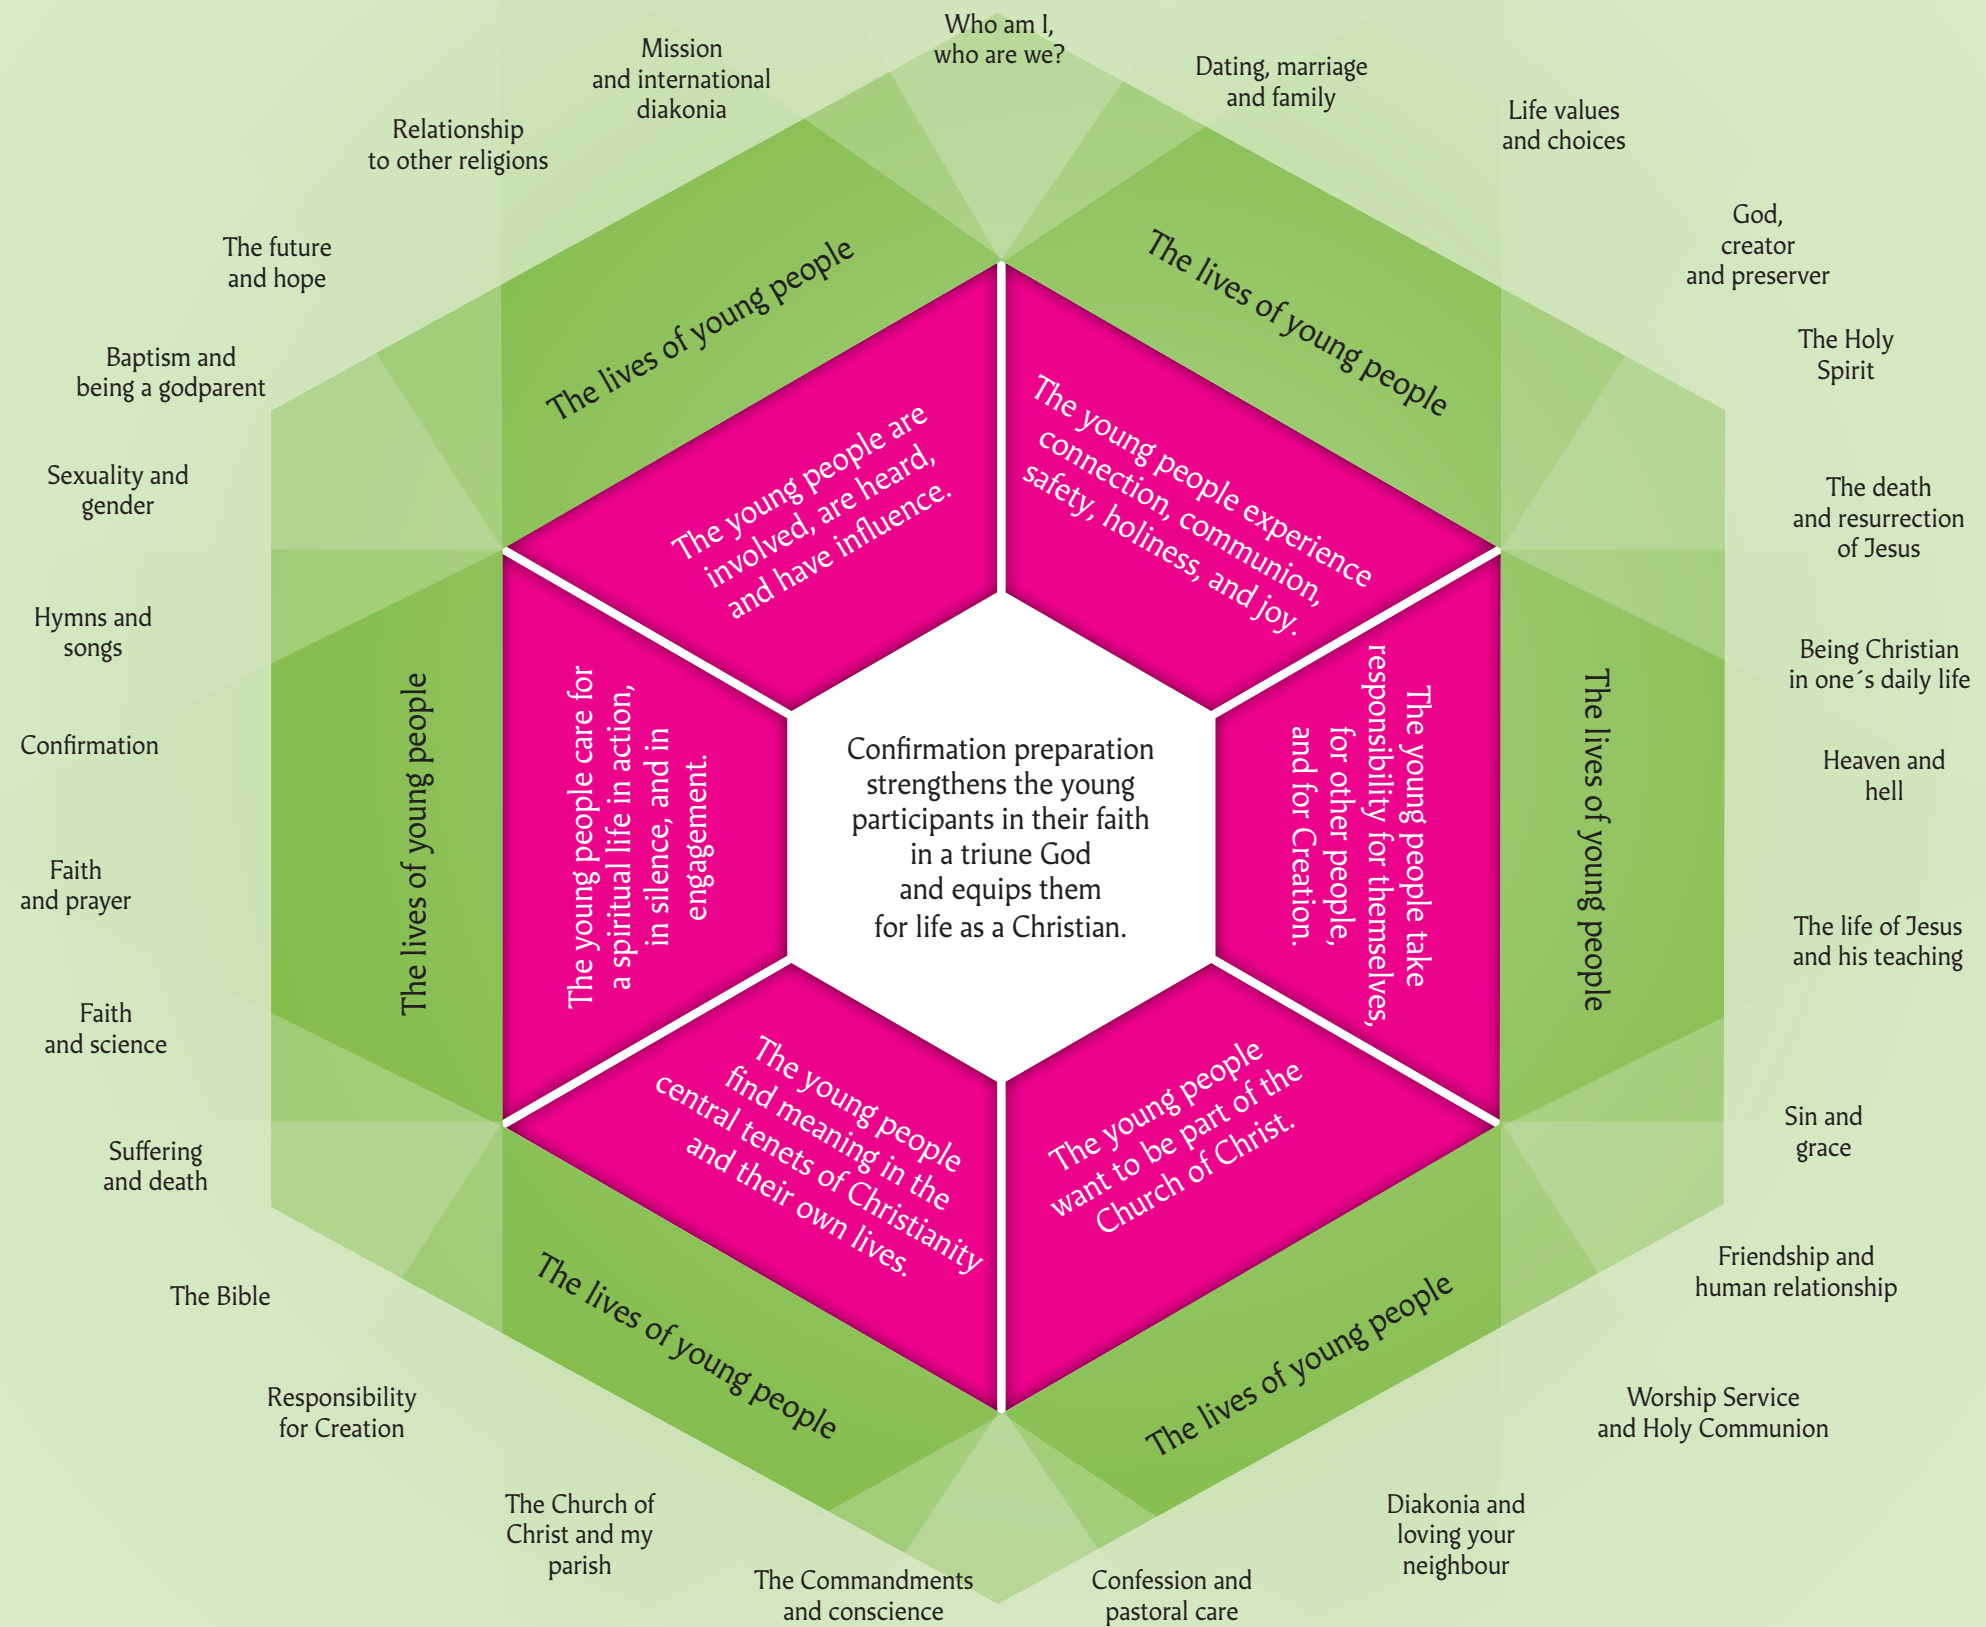 Who am I,
who are we?
Dating, marriage
and family
Life values
and choices
God,
creator
and preserver
The Holy
Spirit
The death
and resurrection
of Jesus
Being Christian
in one´s daily life
Heaven and
hell
The life of Jesus
and his teaching
Sin and
grace
Friendship and
human relationship
Worship Service
and Holy Communion
Diakonia and
loving your
neighbour
Confession and
pastoral care
The Commandments
and conscience
The Church of
Christ and my
parish
Responsibility
for Creation
The Bible
Suffering
and death
Faith
and science
Faith
and prayer
Confirmation
Hymns and
songs
Sexuality and
gender
Baptism and
being a godparent
The future
and hope
Relationship
to other religions
Mission
and international
diakonia
The lives of young people
The lives of young people
The lives of young people
The lives of young people
The lives of young people
The lives of young people
The young people experience
connection, communion,
safety, holiness, and joy.
The young people take
responsibility for themselves,
for other people,
and for Creation.
The young people
want to be part of the
Church of Christ.
The young people
find meaning in the
central tenets of Christianity
and their own lives.
The young people care for
a spiritual life in action,
in silence, and in
engagement.
The young people are
involved, are heard,
and have influence.
Confirmation preparation
strengthens the young
participants in their faith
in a triune God
and equips them
for life as a Christian.